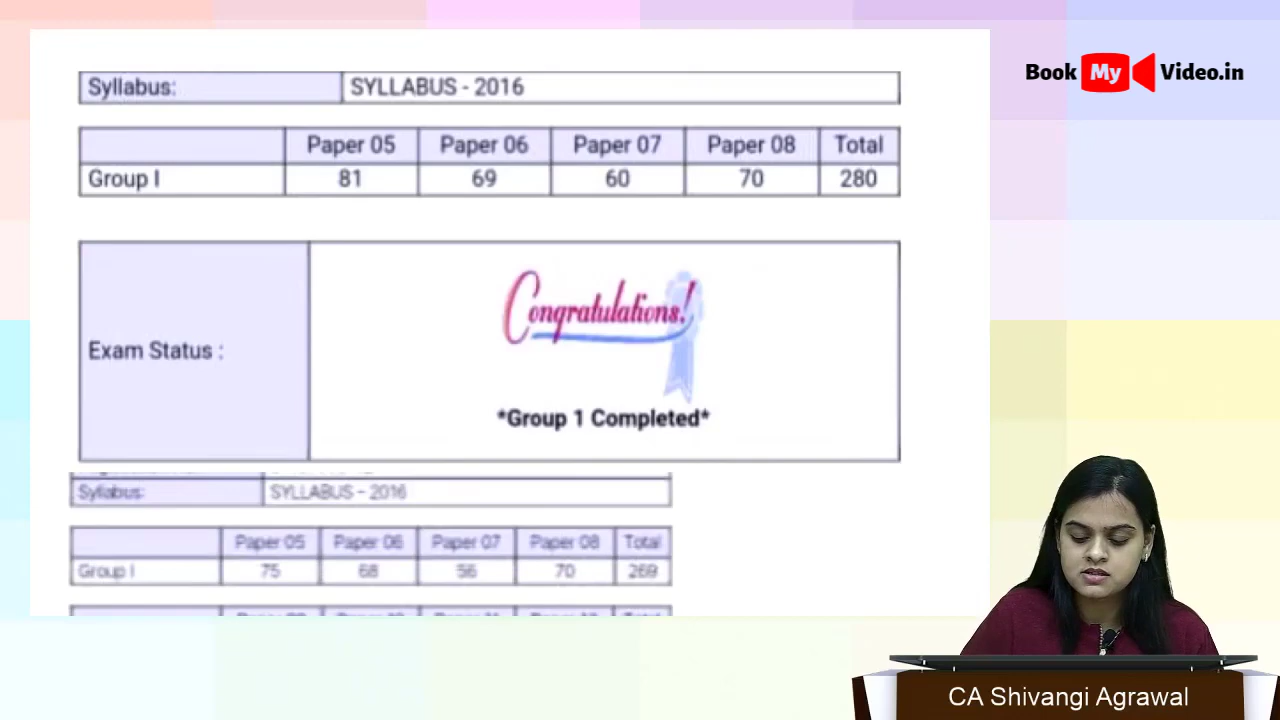 Book My Video.in
Syllabus: SYLLABUS - 2016
Paper 05 Paper 06 Paper 07 Paper 08 Total
Group I 81 69 60 70 280
Exam Status :
Congratulations!
*Group 1 Completed*
Syllabus: SYLLABUS - 2016
Paper 05 Paper 06 Paper 07 Paper 08 Total
Group I 75 68 56 70 269
CA Shivangi Agrawal